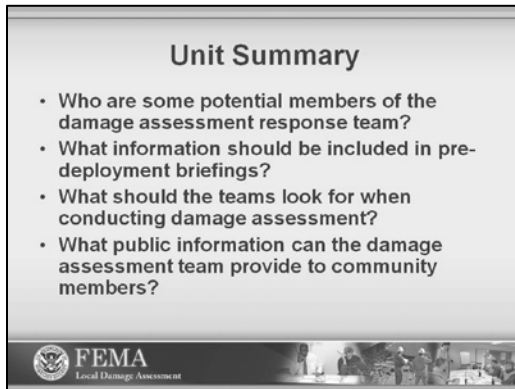 Unit Summary
• Who are some potential members of the
damage assessment response team?
• What information should be included in pre-
deployment briefings?
• What should the teams look for when
conducting damage assessment?
• What public information can the damage
assessment team provide to community
members?
FEMA
Local Damage Assessment